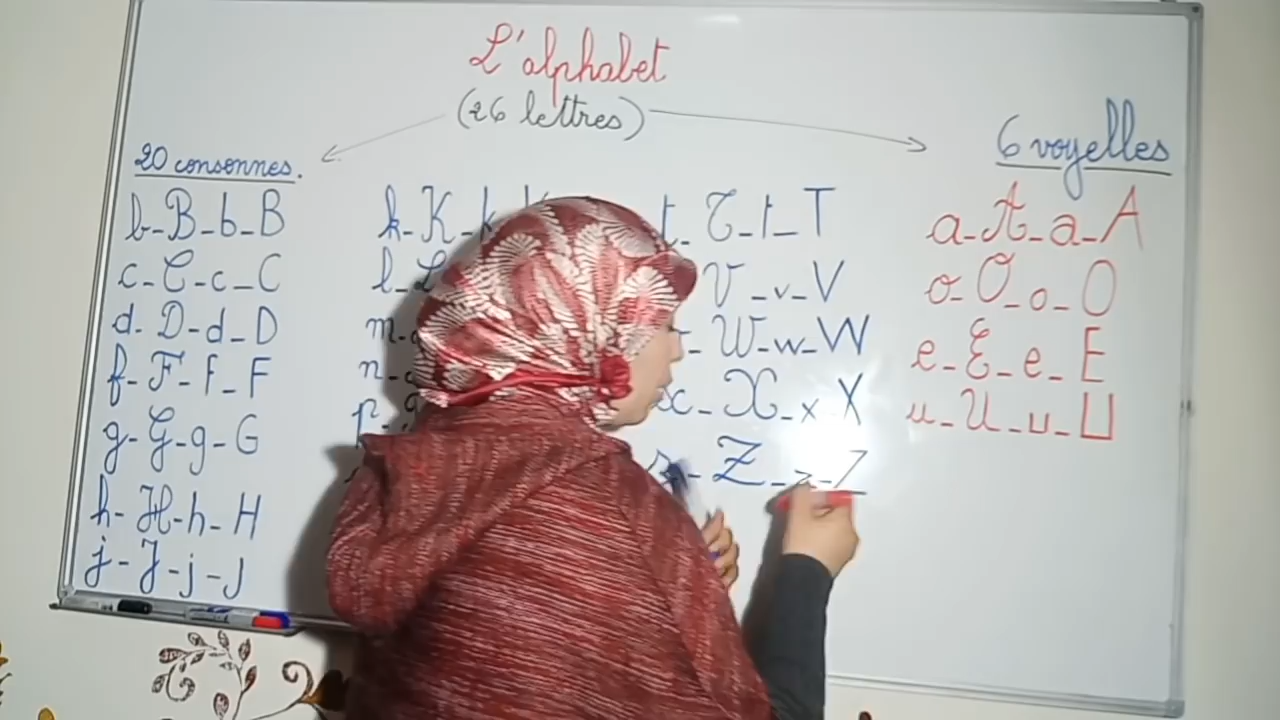 L'alphabet
(26 lettres)
20 consonnes.
b-B-b-B
c-C-c-C
d-D-d-D
f-F-f-F
g-G-g-G
h-H-h-H
j-J-j-J
k-K-k-K
l-L
m-
n-
p-
t-T-t-T
V-v-V
-W-w-W
x-X-x-X
z-Z-z-Z
6 voyelles
a-A-a-A
o-O-o-O
e-E-e-E
u-U-u-U